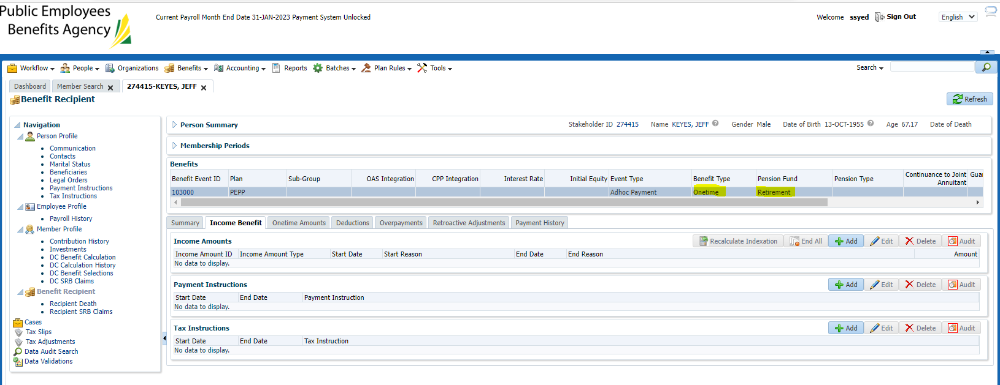 Public Employees
Benefits Agency
Current Payroll Month End Date 31-JAN-2023 Payment System Unlocked
Welcome ssyed Sign Out English
Workflow People Organizations Benefits Accounting Reports Batches Plan Rules Tools Search
Dashboard Member Search 274415-KEYES, JEFF
Benefit Recipient
Refresh
Navigation
Person Profile
Communication
Contacts
Marital Status
Beneficiaries
Legal Orders
Payment Instructions
Tax Instructions
Employee Profile
Payroll History
Member Profile
Contribution History
Investments
DC Benefit Calculation
DC Calculation History
DC Benefit Selections
DC SRB Claims
Benefit Recipient
Recipient Death
Recipient SRB Claims
Cases
Tax Slips
Tax Adjustments
Data Audit Search
Data Validations
Person Summary Stakeholder ID 274415 Name KEYES, JEFF Gender Male Date of Birth 13-OCT-1955 Age 67.17 Date of Death
Membership Periods
Benefits
Benefit Event ID Plan Sub-Group OAS Integration CPP Integration Interest Rate Initial Equity Event Type Benefit Type Pension Fund Pension Type Continuance to Joint Annuitant Gua
103000 PEPP Adhoc Payment Onetime Retirement
Summary Income Benefit Onetime Amounts Deductions Overpayments Retroactive Adjustments Payment History
Income Amounts Recalculate Indexation End All Add Edit Delete Audit
Income Amount ID Income Amount Type Start Date Start Reason End Date End Reason Amount
No data to display.
Payment Instructions Add Edit Delete Audit
Start Date End Date Payment Instruction
No data to display.
Tax Instructions Add Edit Delete Audit
Start Date End Date Tax Instruction
No data to display.